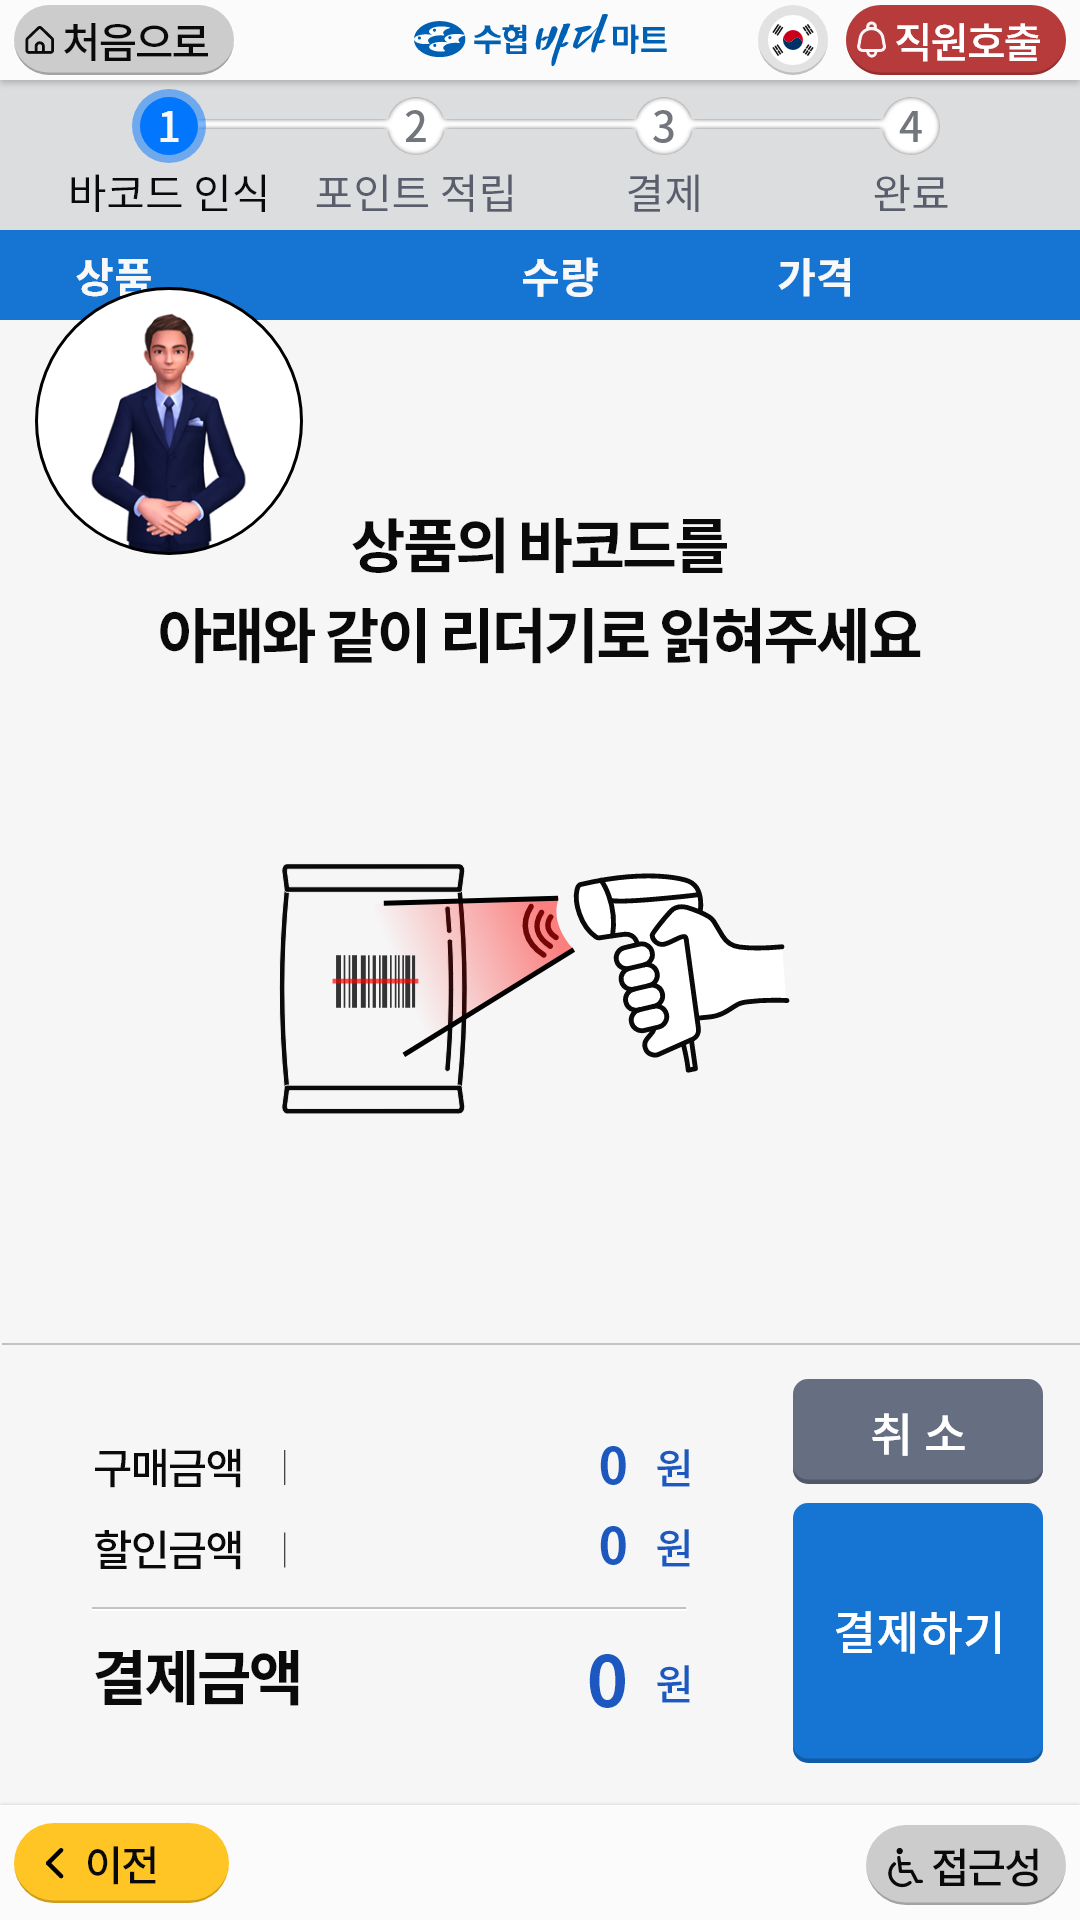 처음으로
수협 바다 마트
직원호출
1
2
3
4
바코드 인식
포인트 적립
결제
완료
상품
수량
가격
상품의 바코드를
아래와 같이 리더기로 읽혀주세요
구매금액
0 원
할인금액
0 원
결제금액
0 원
취 소
결제하기
이전
접근성